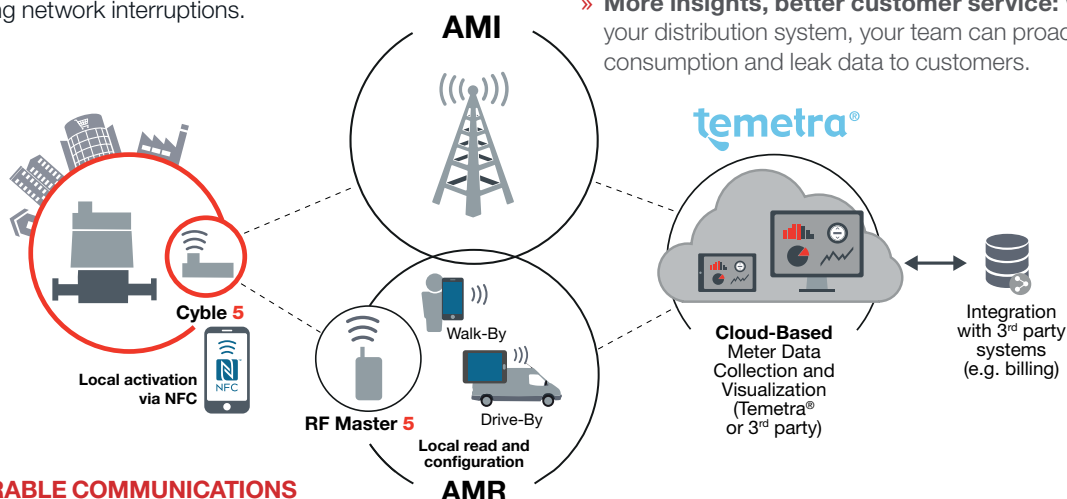 ng network interruptions.
» More insights, better customer service:
your distribution system, your team can proac
consumption and leak data to customers.
AMI
temetra®
Cyble 5
Local activation
via NFC
NFC
Walk-By
Drive-By
RF Master 5
Local read and
configuration
AMR
Cloud-Based
Meter Data
Collection and
Visualization
(Temetra®
or 3rd party)
Integration
with 3rd party
systems
(e.g. billing)
RABLE COMMUNICATIONS